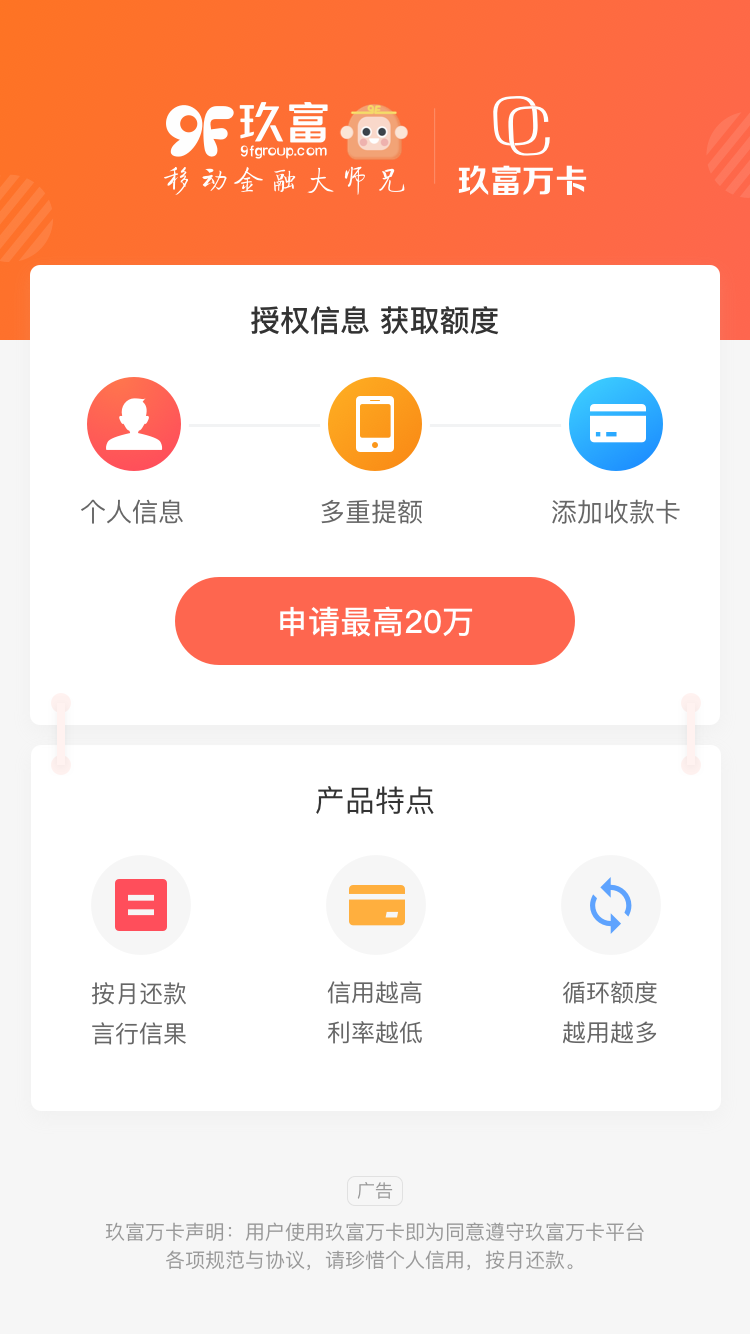 9F 玖富
9F
9fgroup.com
移动金融大师兄
玖富万卡
授权信息 获取额度
个人信息 多重提额 添加收款卡
申请最高20万
产品特点
按月还款 信用越高 循环额度
言行信果 利率越低 越用越多
广告
玖富万卡声明：用户使用玖富万卡即为同意遵守玖富万卡平台
各项规范与协议，请珍惜个人信用，按月还款。